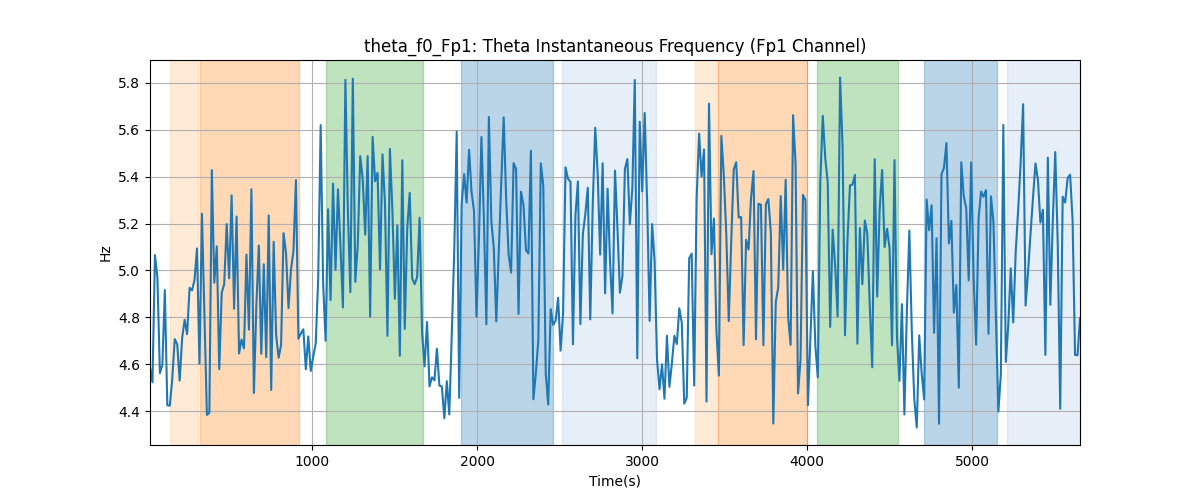 theta_f0_Fp1: Theta Instantaneous Frequency (Fp1 Channel)
5.8
5.6
5.4
5.2
5.0
4.8
4.6
4.4
Hz
1000 2000 3000 4000 5000
Time(s)